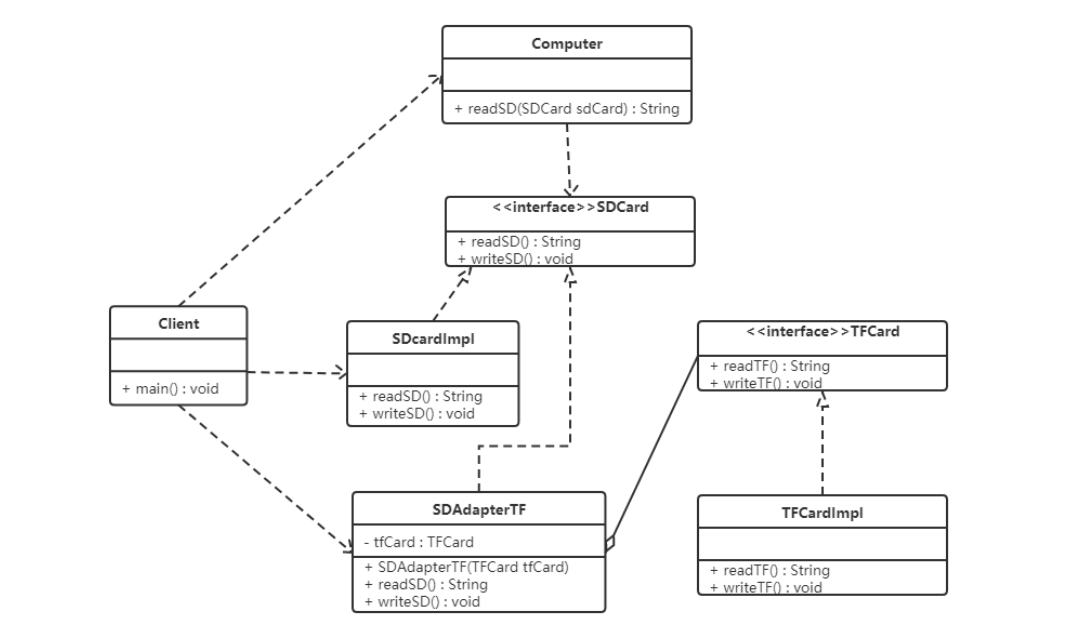 Computer
+ readSD(SDCard sdCard) : String
<<interface>>SDCard
+ readSD() : String
+ writeSD() : void
Client
+ main() : void
SDcardImpl
+ readSD() : String
+ writeSD() : void
<<interface>>TFCard
+ readTF() : String
+ writeTF() : void
SDAdapterTF
- tfCard : TFCard
+ SDAdapterTF(TFCard tfCard)
+ readSD() : String
+ writeSD() : void
TFCardImpl
+ readTF() : String
+ writeTF() : void